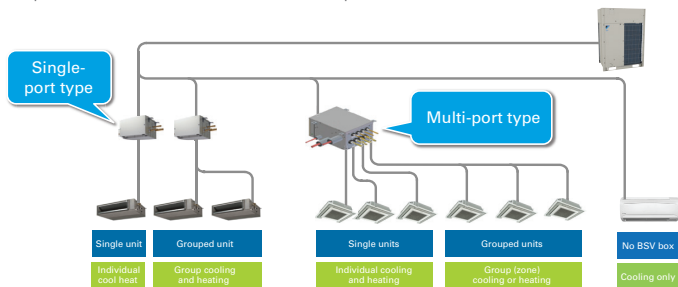 Single-
port type
Multi-port type
Single unit
Grouped unit
Single units
Grouped units
No BSV box
Individual
cool heat
Group cooling
and heating
Individual cooling
and heating
Group (zone)
cooling or heating
Cooling only